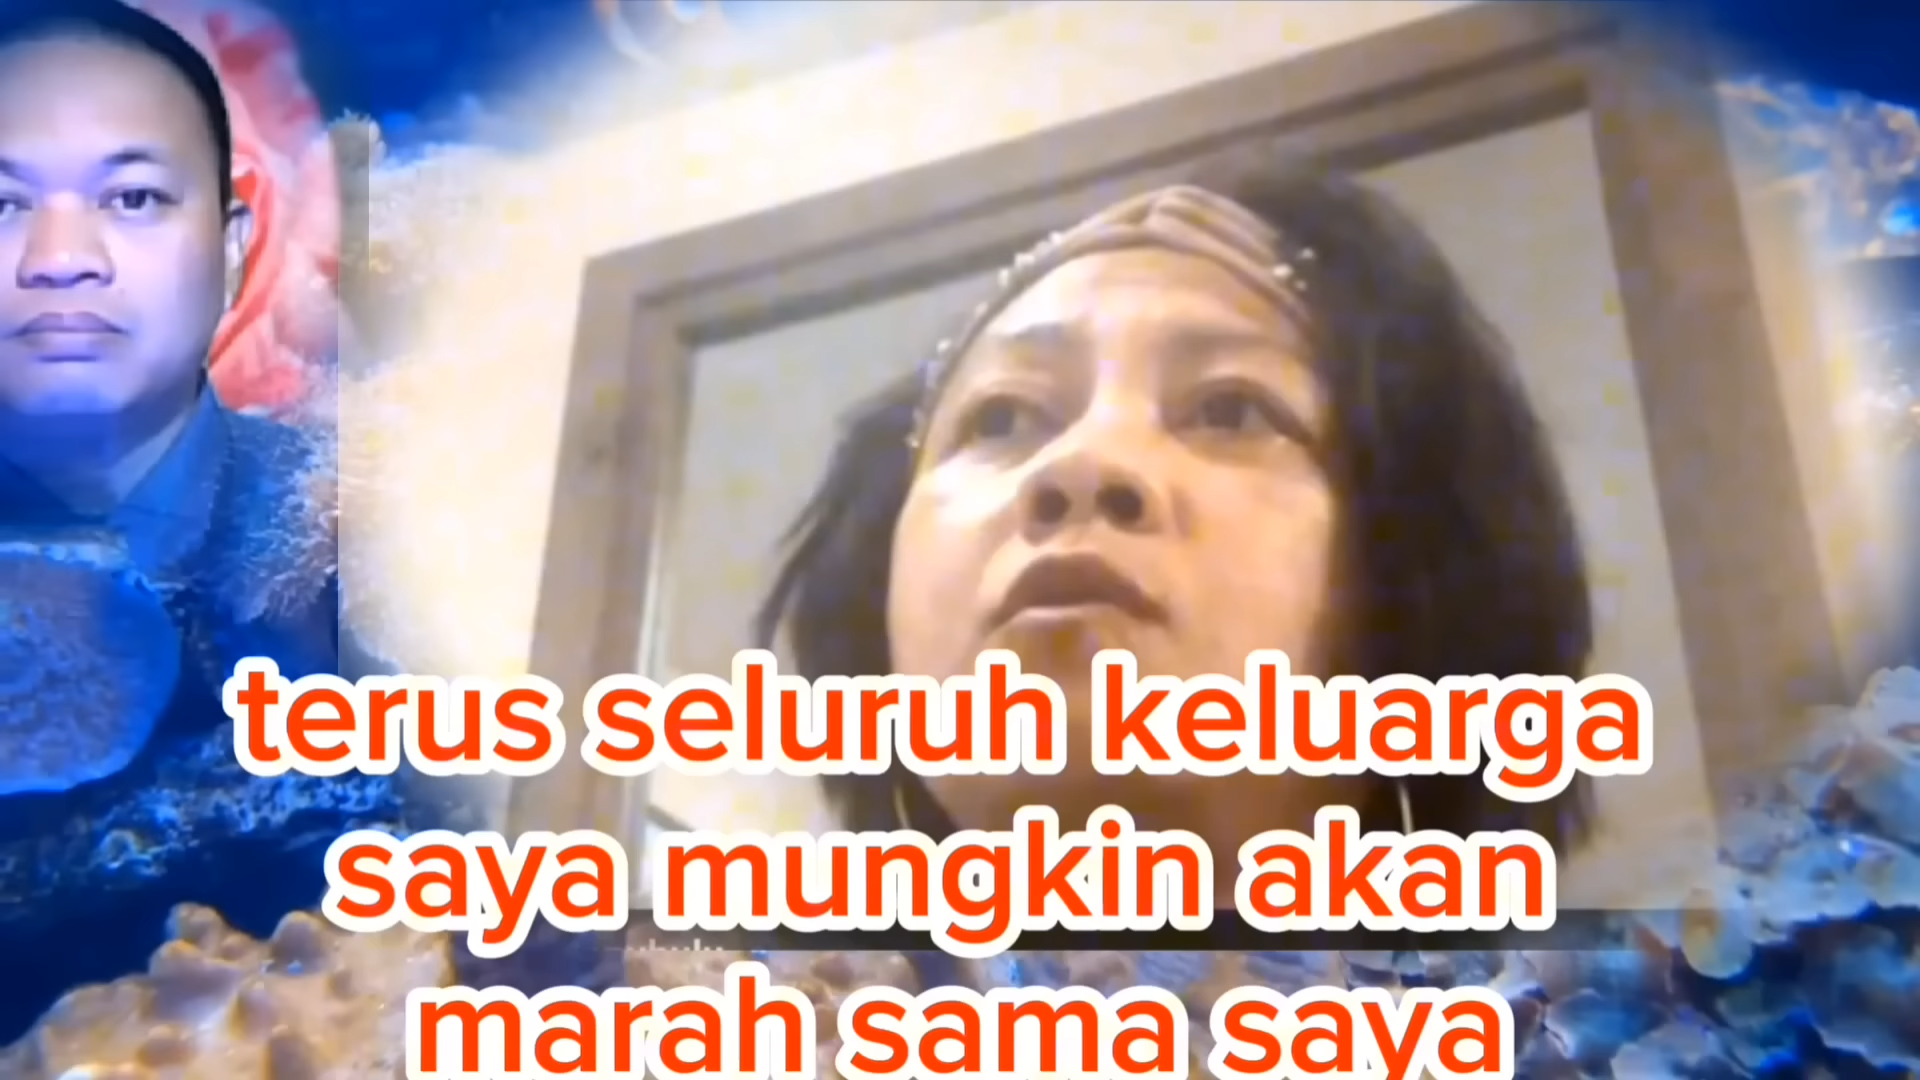 terus seluruh keluarga
saya mungkin akan
marah sama saya